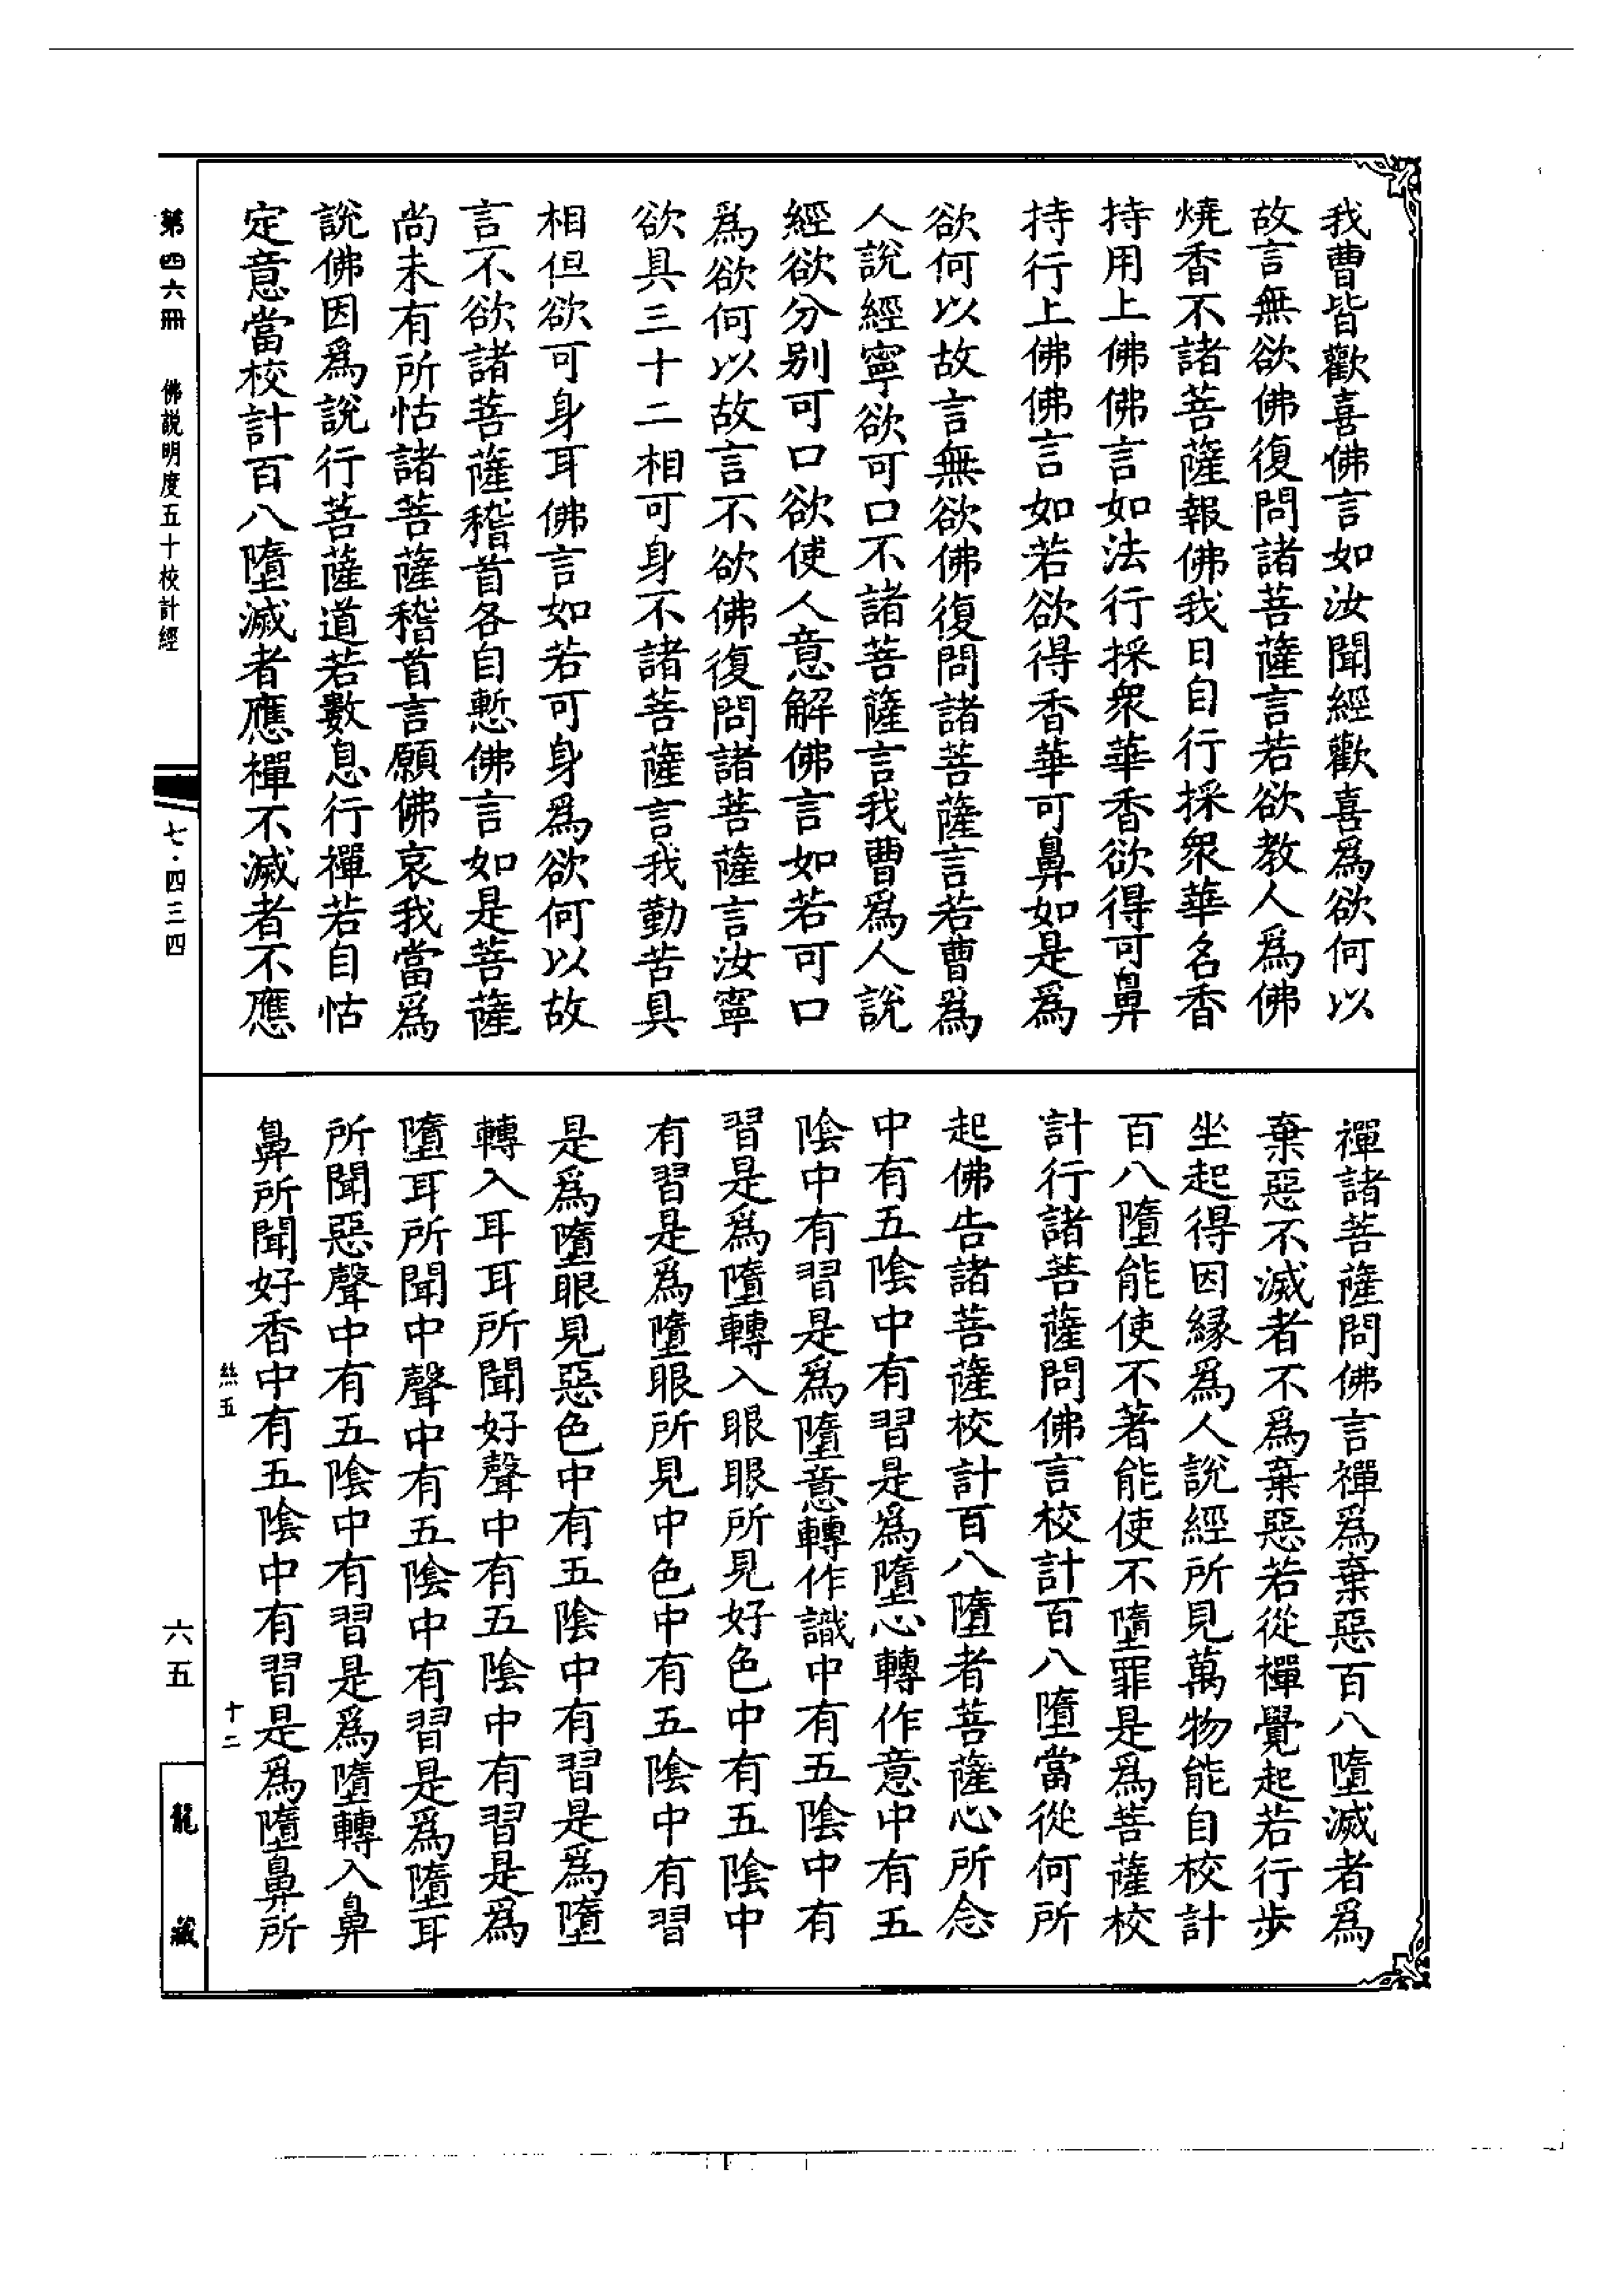 我曹皆歡喜佛言如汝聞經歡喜爲欲何以
故言無欲佛復問諸菩薩言若欲教人爲佛
燒香不諸菩薩報佛我日自行採衆華名香
持用上佛佛言如法行採衆華香欲得可鼻
持行上佛佛言如若欲得香華可鼻如是爲
欲何以故言無欲佛復問諸菩薩言若曹爲
人說經寧欲可口不諸菩薩言我曹爲人說
經欲分别可口欲使人意解佛言如若可口
爲欲何以故言不欲佛復問諸菩薩言汝寧
欲具三十二相可身不諸菩薩言我勤苦具
相但欲可身耳佛言如若可身爲欲何以故
言不欲諸菩薩稽首各自慙佛言如是菩薩
尚未有所怙諸菩薩稽首言願佛哀我當爲
說佛因爲說行菩薩道若數息行禪若自怙
定意當校計百八墮滅者應禪不滅者不應
禪諸菩薩問佛言禪爲棄惡百八墮滅者爲
棄惡不滅者不爲棄惡若從禪覺起若行步
坐起得因緣爲人說經所見萬物能自校計
百八墮能使不著能使不墮罪是爲菩薩校
計行諸菩薩問佛言校計百八墮當從何所
起佛告諸菩薩校計百八墮者菩薩心所念
中有五陰中有習是爲墮心轉作意中有五
陰中有習是爲墮意轉作識中有五陰中有
習是爲墮轉入眼眼所見好色中有五陰中
有習是爲墮眼所見中色中有五陰中有習
是爲墮眼見惡色中有五陰中有習是爲墮
轉入耳耳所聞好聲中有五陰中有習是爲
墮耳所聞中聲中有五陰中有習是爲墮耳
所聞惡聲中有五陰中有習是爲墮轉入鼻
鼻所聞好香中有五陰中有習是爲墮鼻所
絲五
十二
第四六冊
佛說明度五十校計經
七·四三四
六五
龍藏